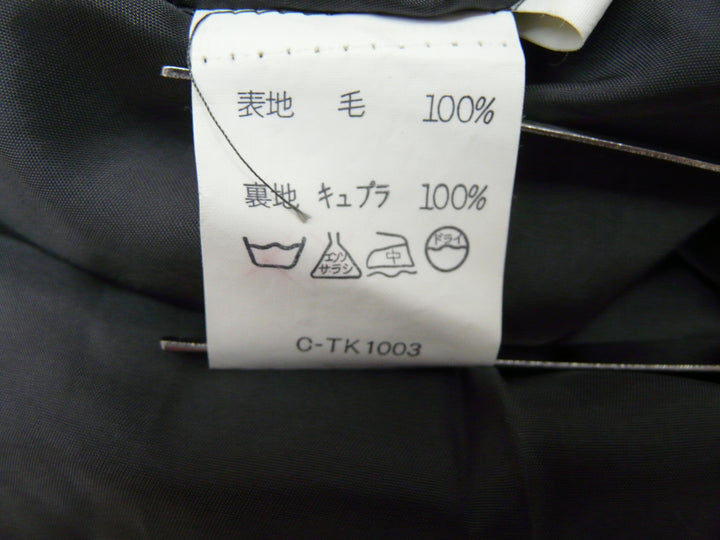 表地 毛 100%
裏地 キュプラ 100%
エンソサラシ 中 ドライ
C-TK1003